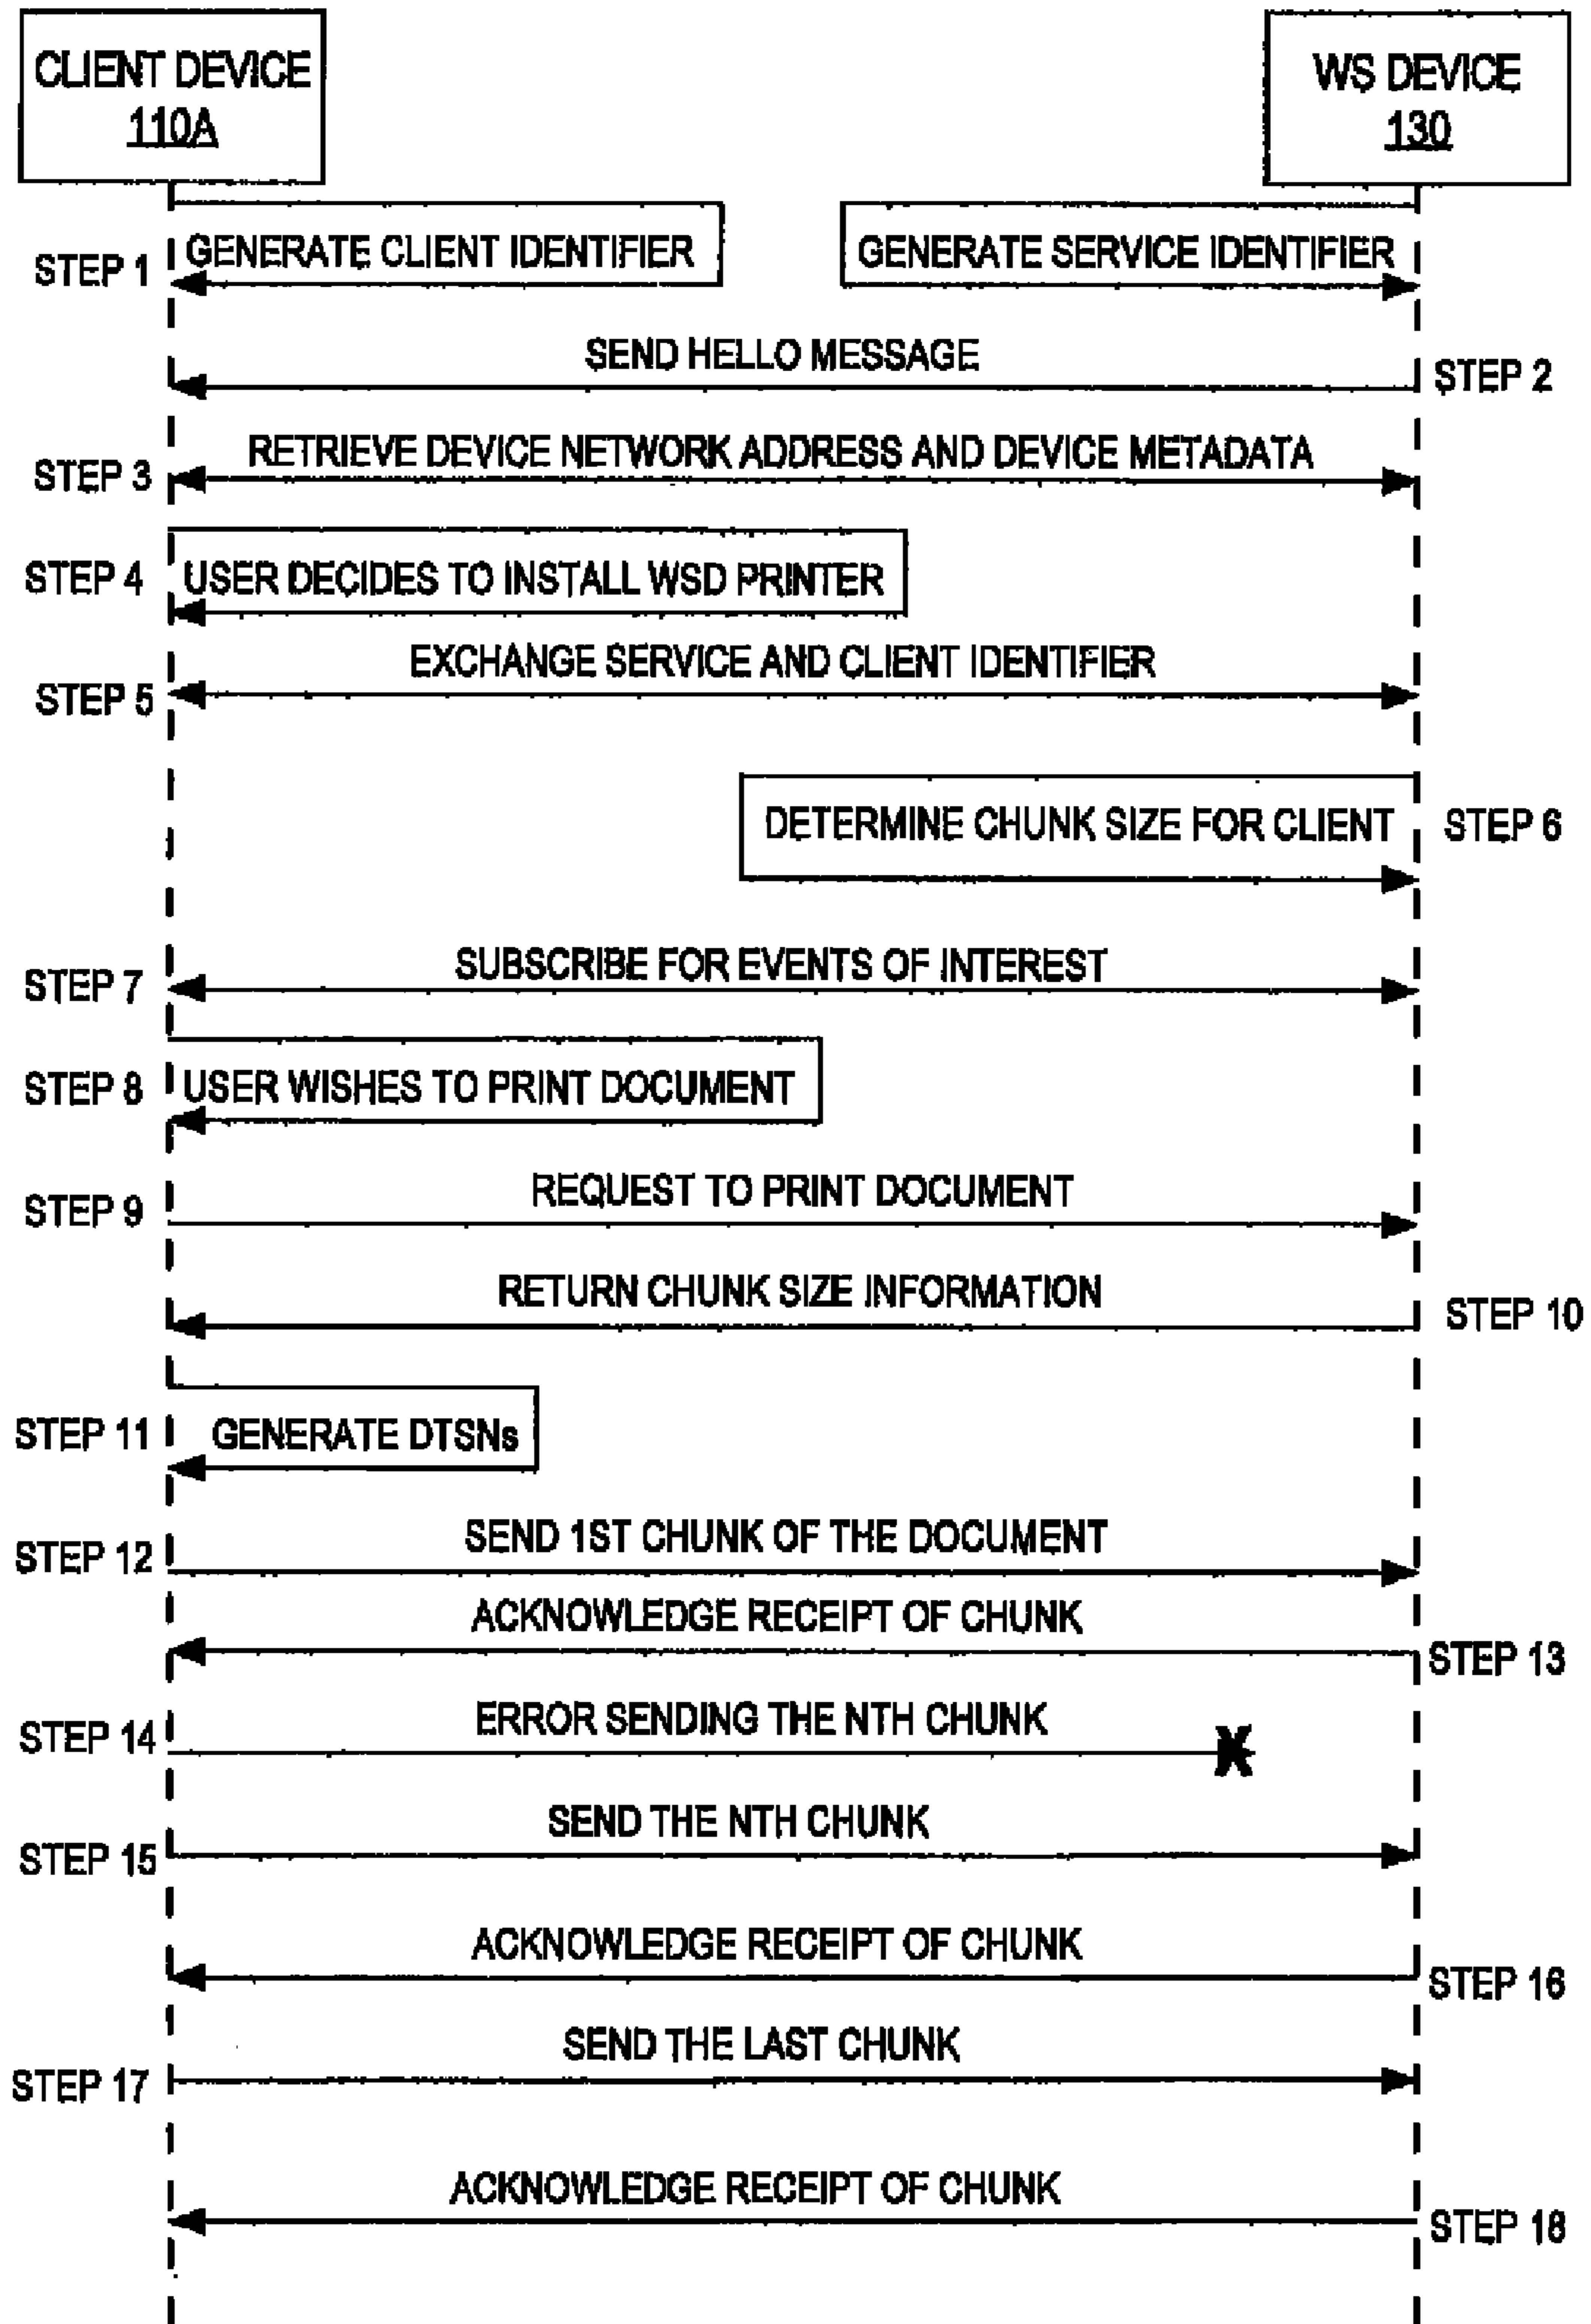 CLIENT DEVICE
110A
WS DEVICE
130
STEP 1
GENERATE CLIENT IDENTIFIER
GENERATE SERVICE IDENTIFIER
SEND HELLO MESSAGE
STEP 2
RETRIEVE DEVICE NETWORK ADDRESS AND DEVICE METADATA
STEP 3
STEP 4
USER DECIDES TO INSTALL WSD PRINTER
EXCHANGE SERVICE AND CLIENT IDENTIFIER
STEP 5
DETERMINE CHUNK SIZE FOR CLIENT
STEP 6
SUBSCRIBE FOR EVENTS OF INTEREST
STEP 7
STEP 8
USER WISHES TO PRINT DOCUMENT
REQUEST TO PRINT DOCUMENT
STEP 9
RETURN CHUNK SIZE INFORMATION
STEP 10
STEP 11
GENERATE DTSNs
SEND 1ST CHUNK OF THE DOCUMENT
STEP 12
ACKNOWLEDGE RECEIPT OF CHUNK
STEP 13
ERROR SENDING THE NTH CHUNK
STEP 14
SEND THE NTH CHUNK
STEP 15
ACKNOWLEDGE RECEIPT OF CHUNK
STEP 16
SEND THE LAST CHUNK
STEP 17
ACKNOWLEDGE RECEIPT OF CHUNK
STEP 18